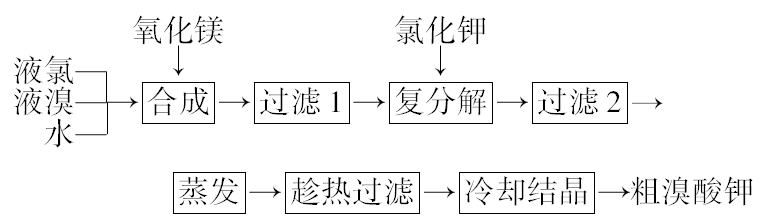 氧化镁 氯化钾
液氯
液溴
水
合成 过滤1 复分解 过滤2
蒸发 趁热过滤 冷却结晶 粗溴酸钾